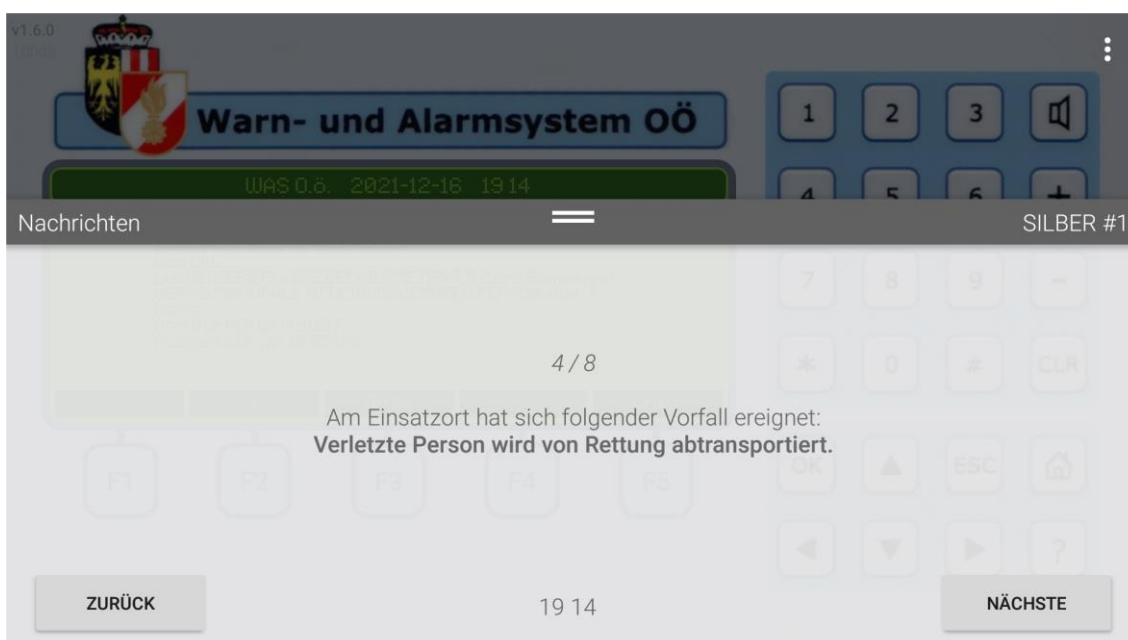 v1.6.0
Warn- und Alarmsystem OÖ
1 2 3
WAS O.ö. 2021-12-16 19 14
4 5 6 +
Nachrichten
SILBER #1
7 8 9 -
4 / 8
* 0 # CLR
Am Einsatzort hat sich folgender Vorfall ereignet:
Verletzte Person wird von Rettung abtransportiert.
F1 F2 F3 F4 F5
OK ESC
?
ZURÜCK
19 14
NÄCHSTE